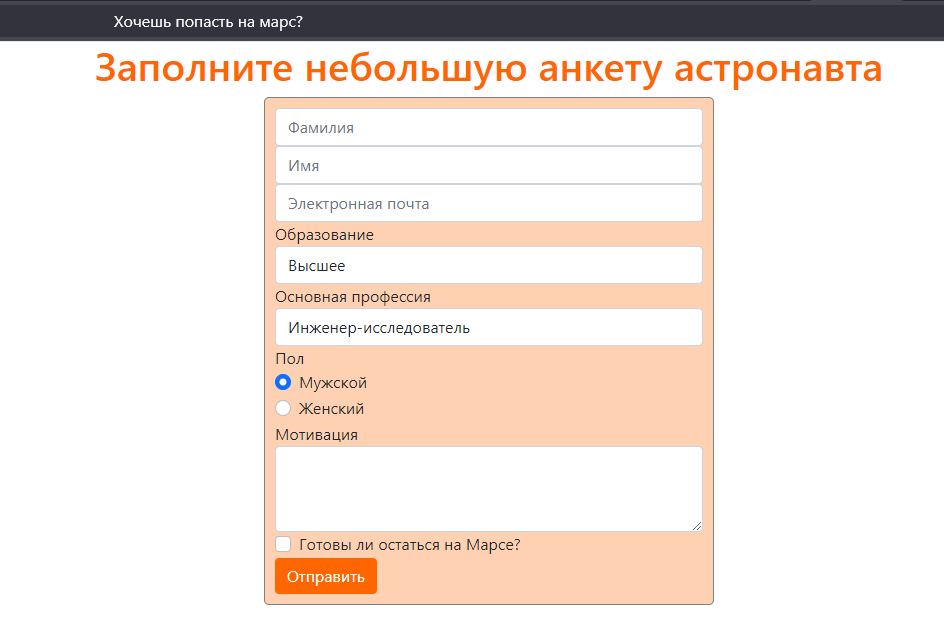 Хочешь попасть на марс?
Заполните небольшую анкету астронавта
Фамилия
Имя
Электронная почта
Образование
Высшее
Основная профессия
Инженер-исследователь
Пол
Мужской
Женский
Мотивация
Готовы ли остаться на Марсе?
Отправить